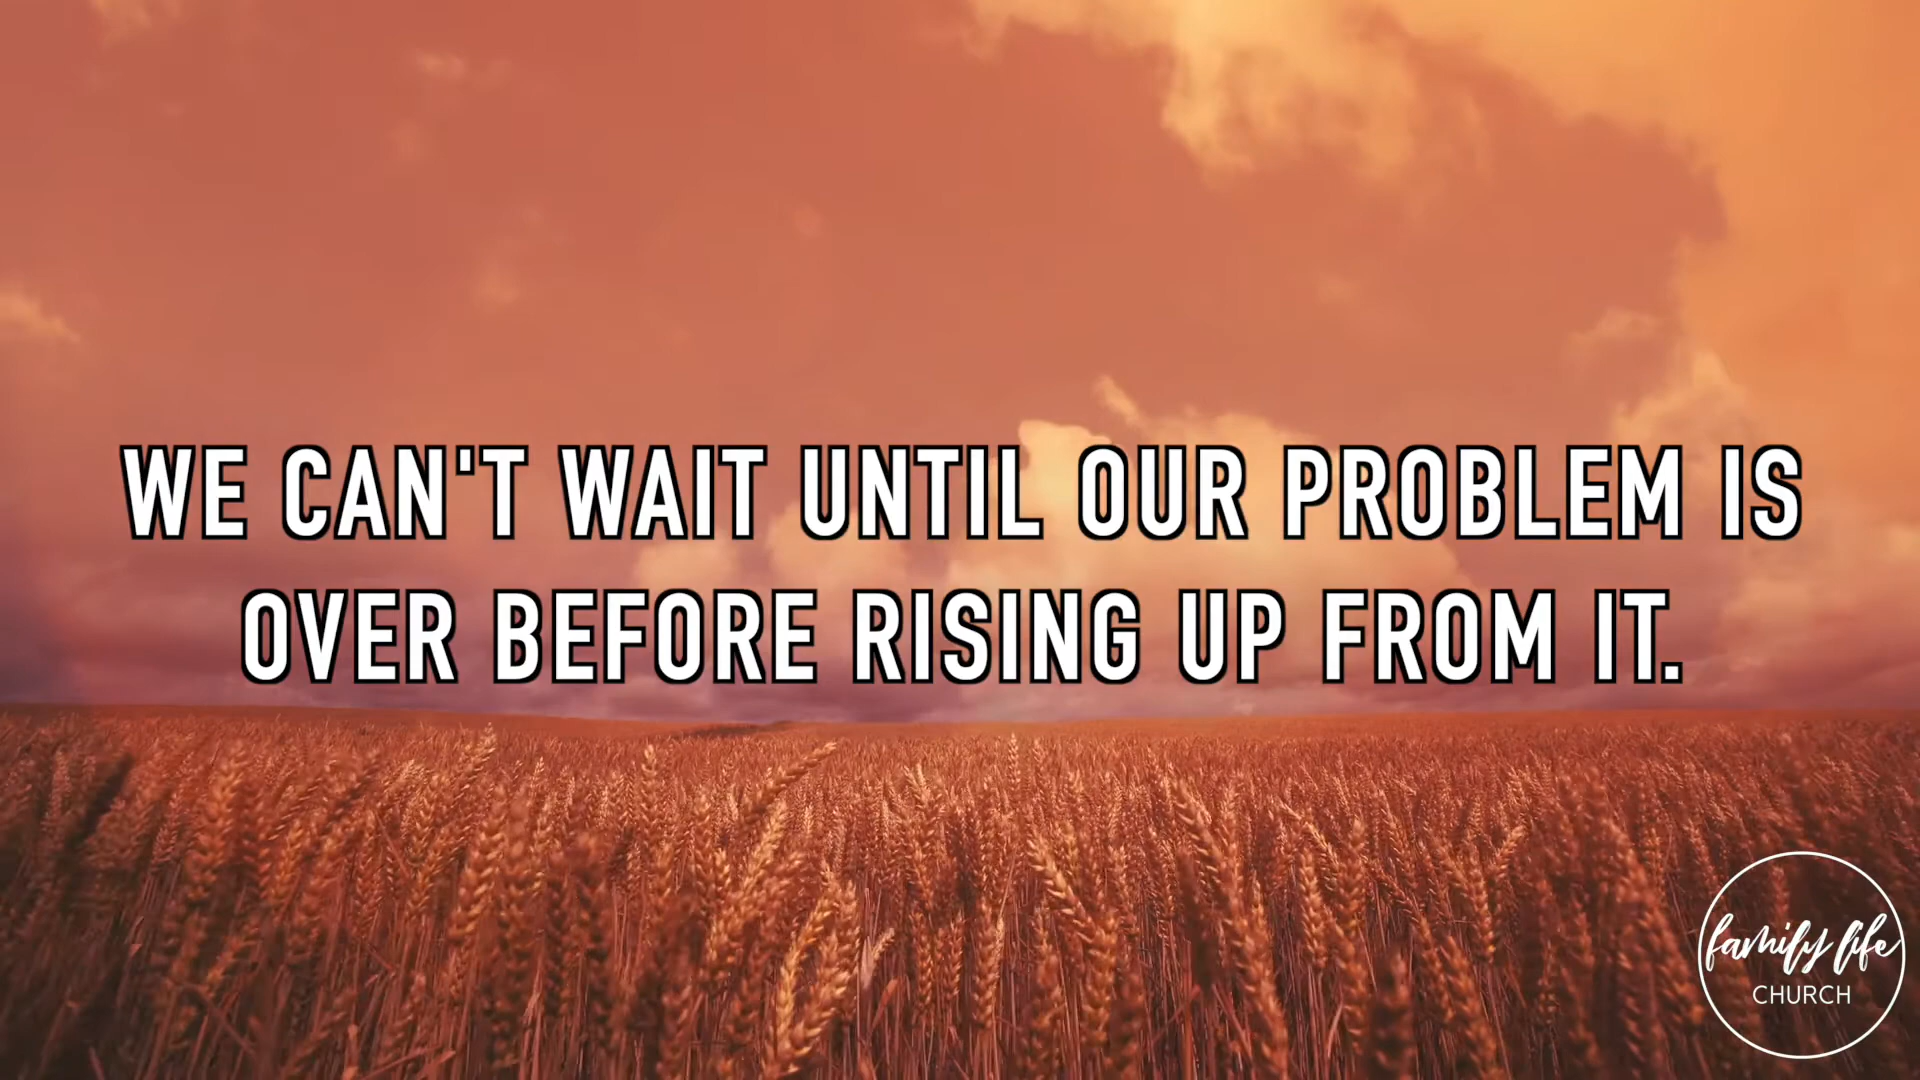 WE CAN'T WAIT UNTIL OUR PROBLEM IS
OVER BEFORE RISING UP FROM IT.
family life
CHURCH